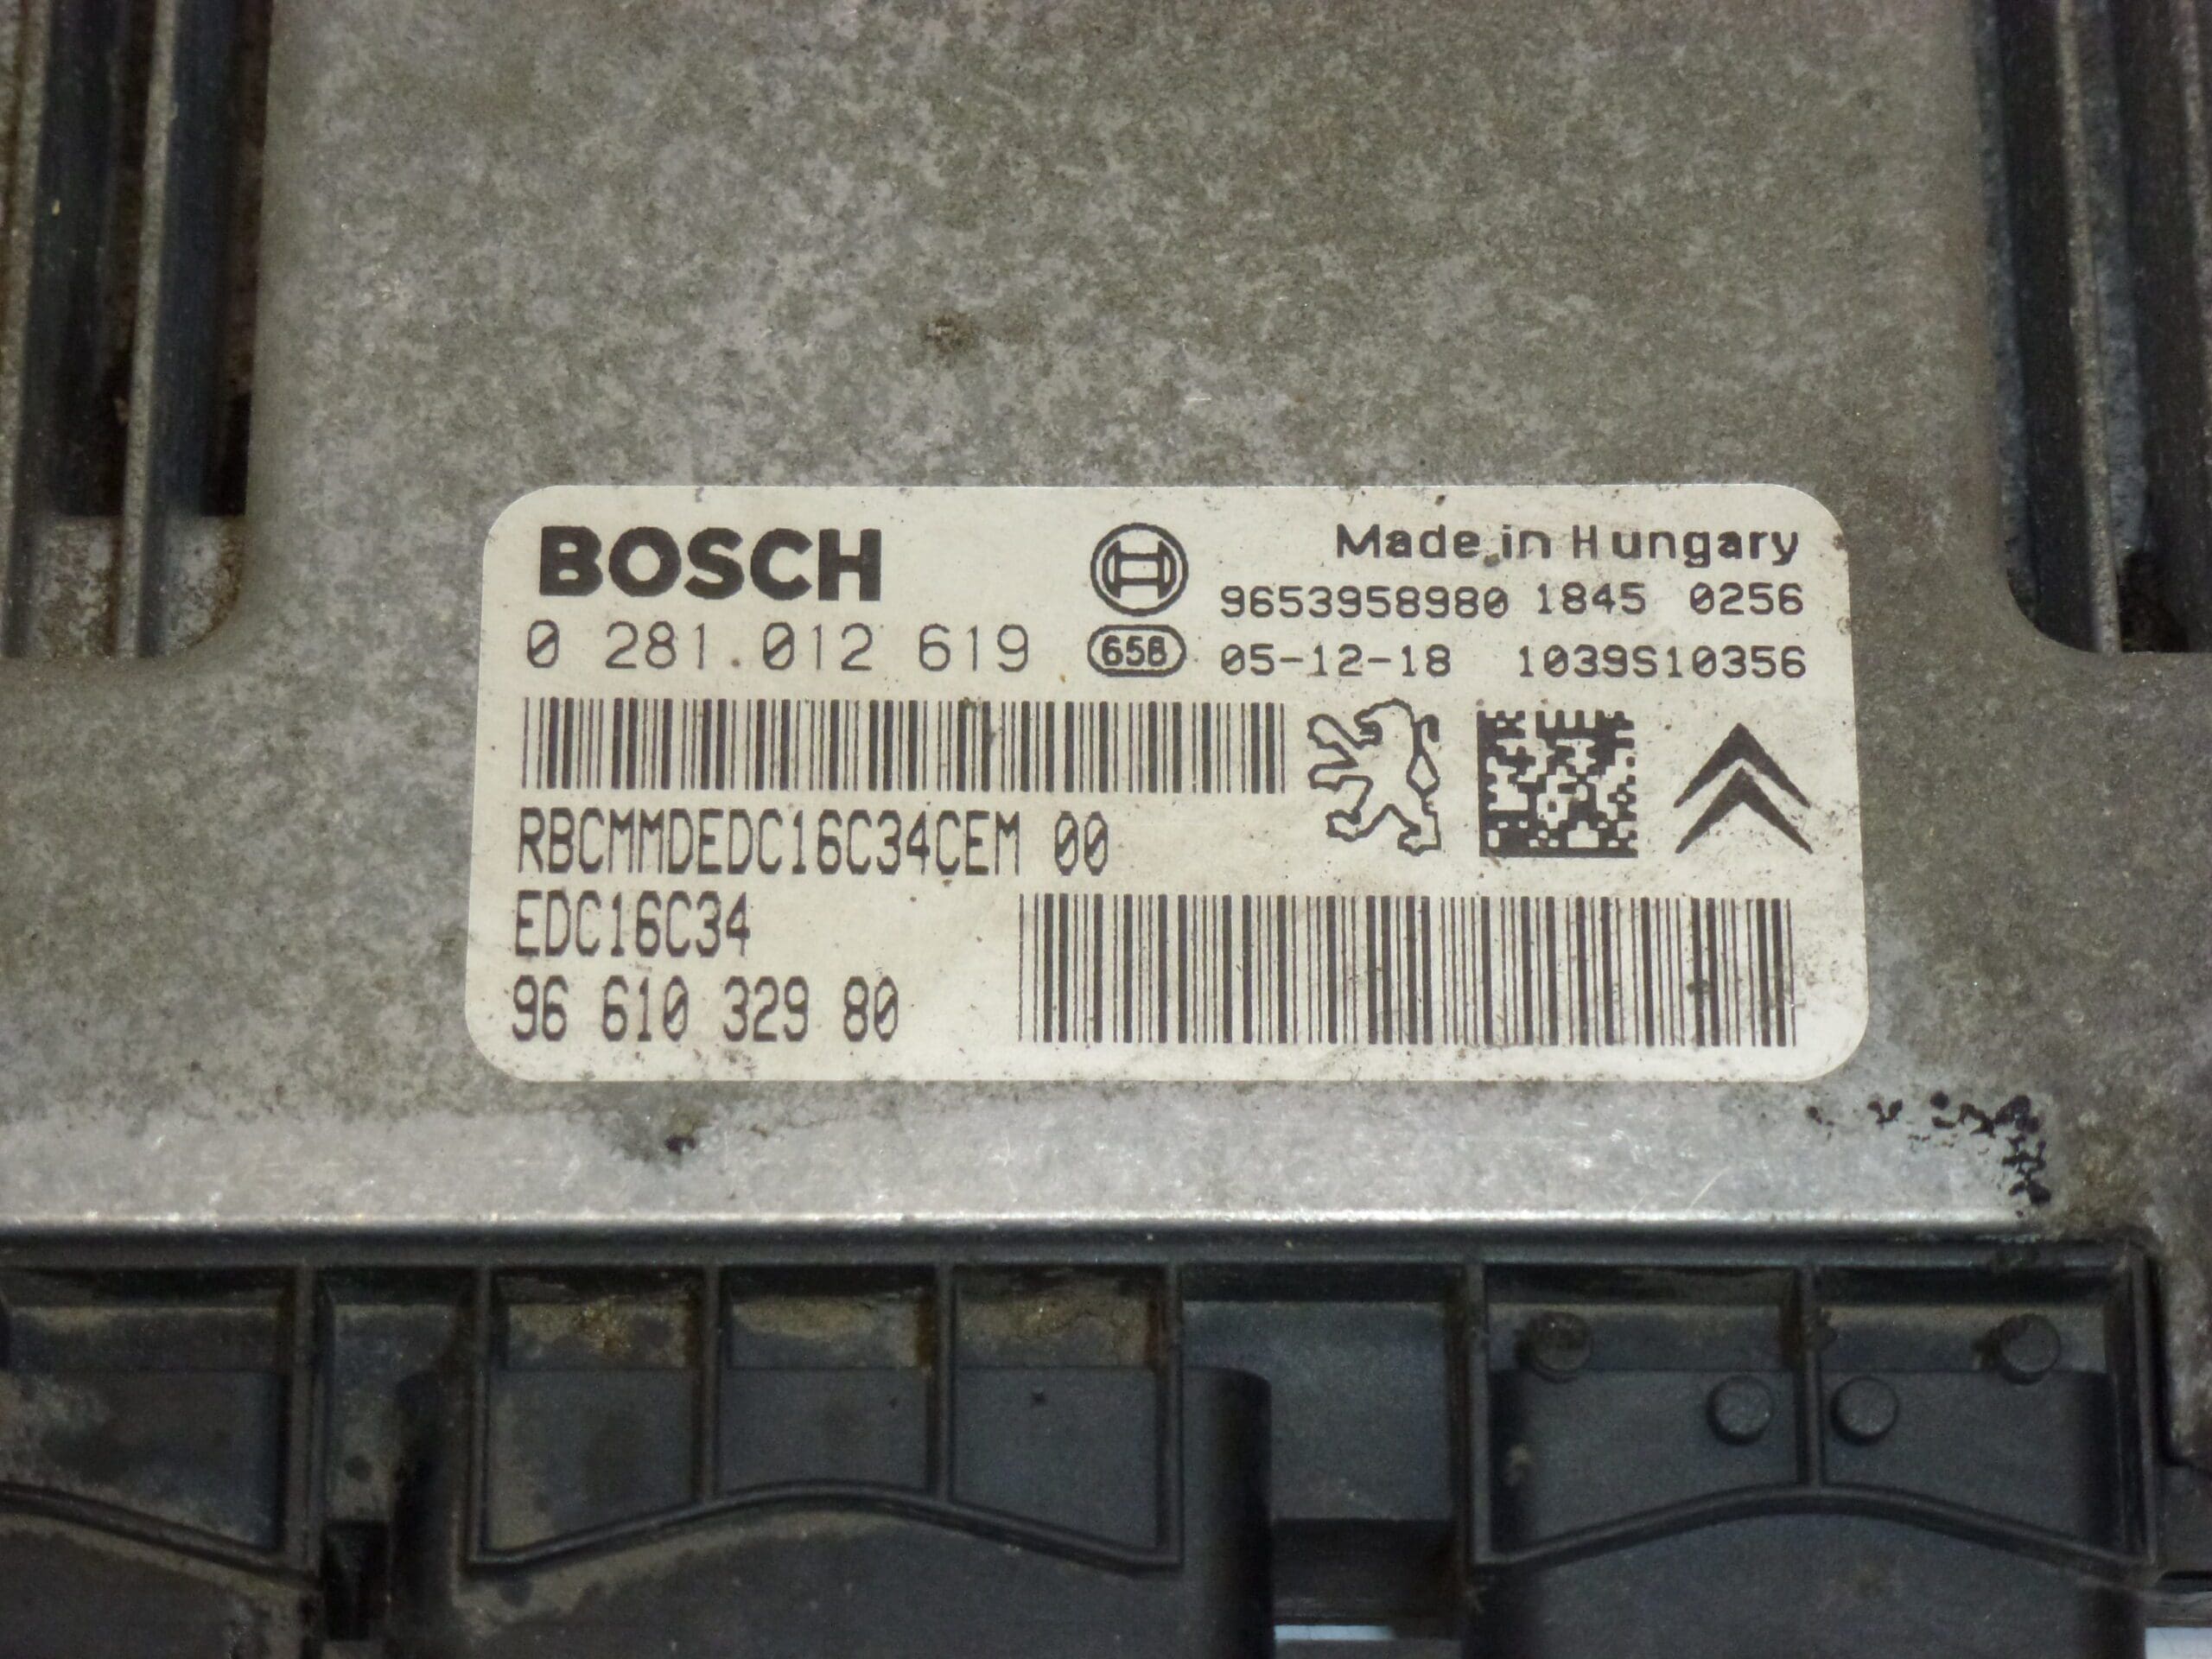 BOSCH
Made in Hungary
9653958980 1845 0256
0 281.012 619
658
05-12-18 1039S10356
RBCMMDEDC16C34CEM 00
EDC16C34
96 610 329 80